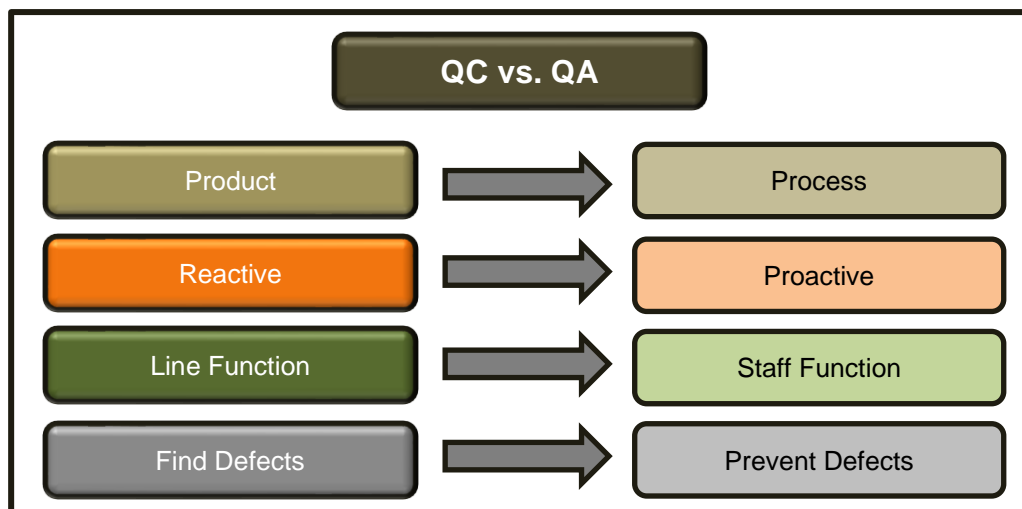 QC vs. QA
Product
Process
Reactive
Proactive
Line Function
Staff Function
Find Defects
Prevent Defects